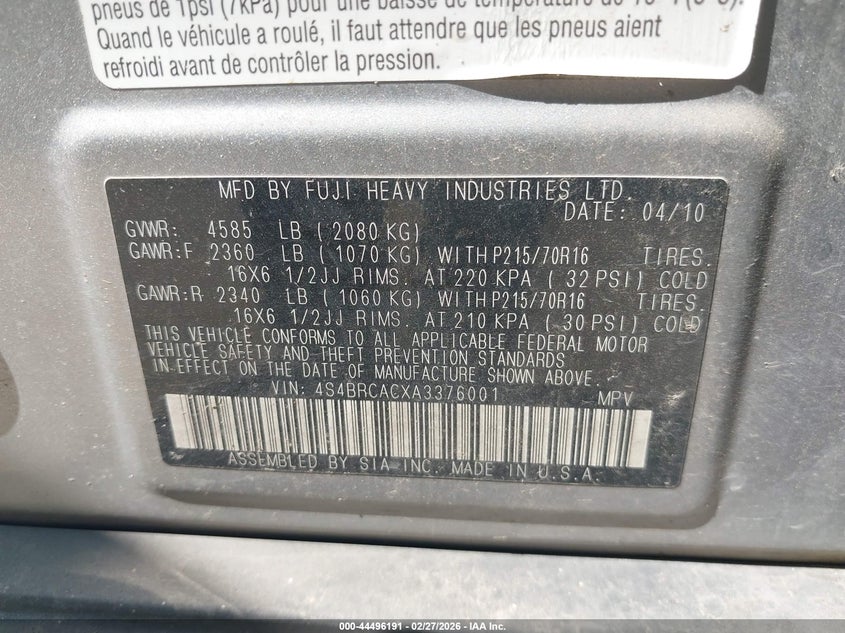 pneus de 1psi (7kPa) pour une baisse de température de
Quand le véhicule a roulé, il faut attendre que les pneus aient
refroidi avant de contrôler la pression.
MFD BY FUJI HEAVY INDUSTRIES LTD.
DATE: 04/10
GVWR: 4585 LB (2080 KG)
GAWR:F 2360 LB (1070 KG) WITH P215/70R16 TIRES.
16X6 1/2JJ RIMS. AT 220 KPA (32 PSI) COLD
GAWR:R 2340 LB (1060 KG) WITH P215/70R16 TIRES.
16X6 1/2JJ RIMS. AT 210 KPA (30 PSI) COLD
THIS VEHICLE CONFORMS TO ALL APPLICABLE FEDERAL MOTOR
VEHICLE SAFETY AND THEFT PREVENTION STANDARDS
IN-EFFECT ON THE DATE OF MANUFACTURE SHOWN ABOVE.
VIN: 4S4BRCACXA3376001 MPV
ASSEMBLED BY SIA INC. MADE IN U.S.A.
000-44496191 — 02/27/2026 — IAA Inc.